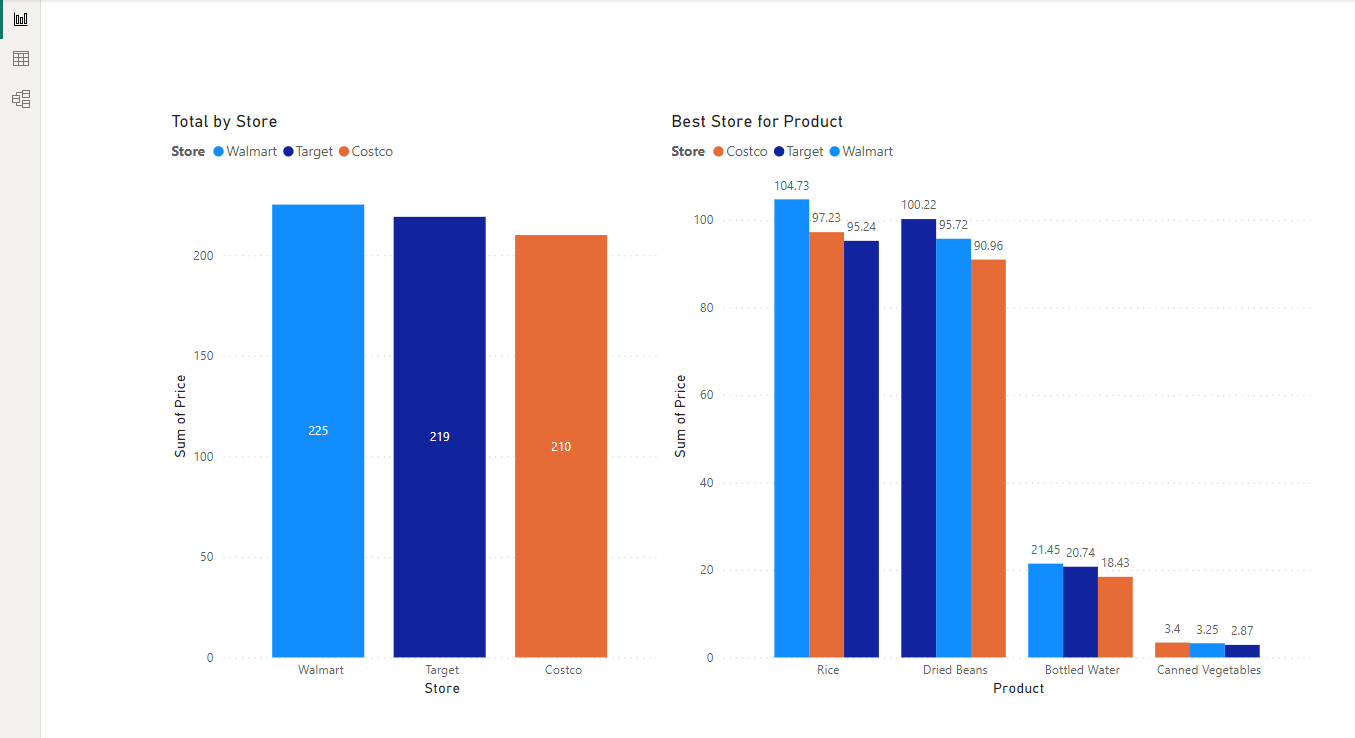 Total by Store
Store Walmart Target Costco
Sum of Price
200
150
100
50
0
225
219
210
Walmart Target Costco
Store
Best Store for Product
Store Costco Target Walmart
Sum of Price
100
80
60
40
20
0
104.73 97.23 95.24
100.22 95.72 90.96
21.45 20.74 18.43
3.4 3.25 2.87
Rice Dried Beans Bottled Water Canned Vegetables
Product